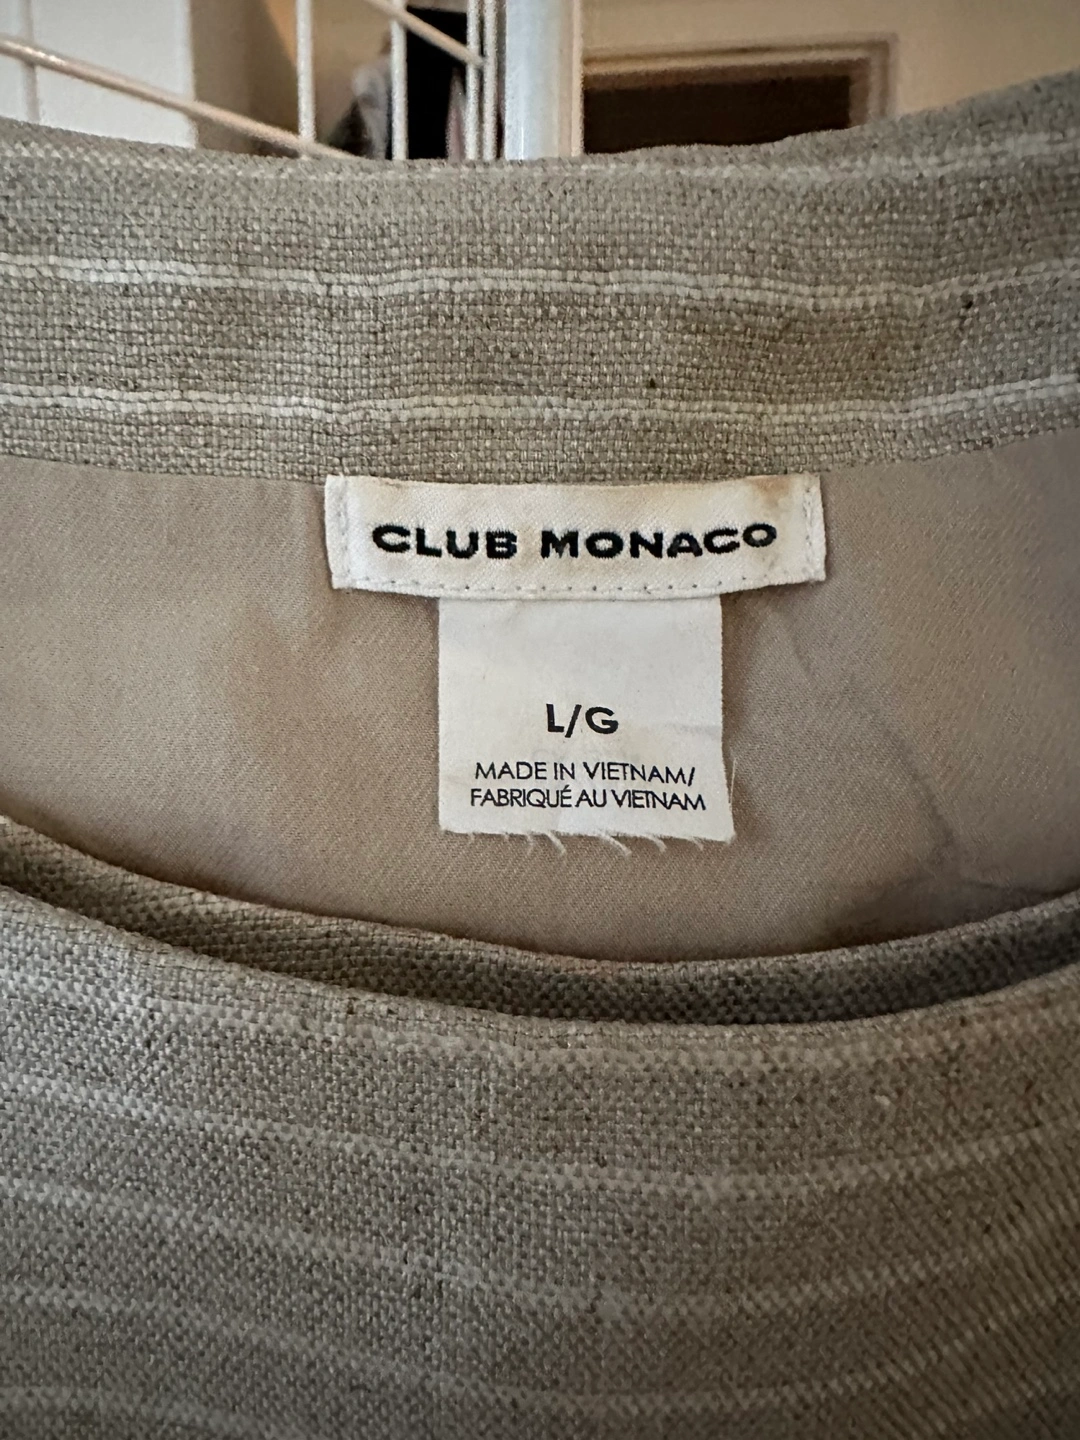 CLUB MONACO
L/G
MADE IN VIETNAM/
FABRIQUÉ AU VIETNAM